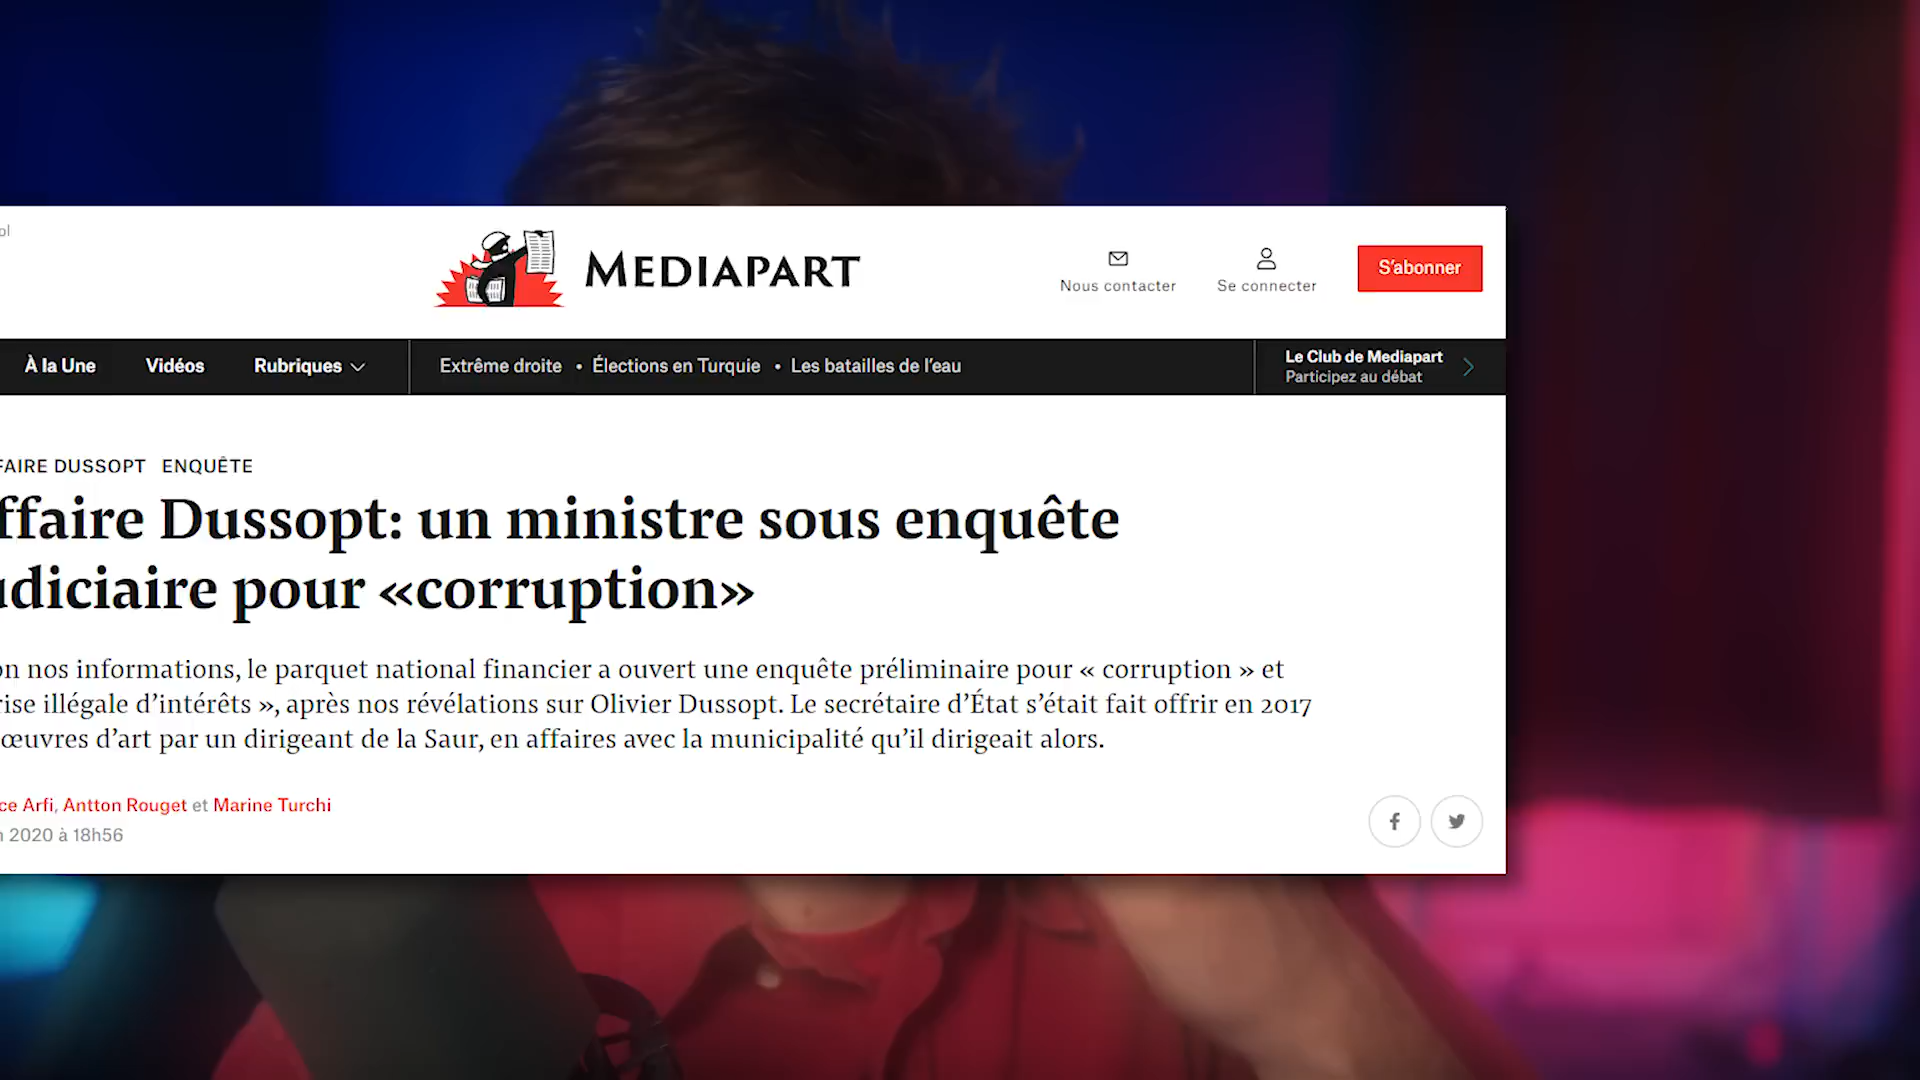 MEDIAPART
Nous contacter
Se connecter
S'abonner
À la Une
Vidéos
Rubriques
Extrême droite • Élections en Turquie • Les batailles de l'eau
Le Club de Mediapart
Participez au débat
DUSSOPT ENQUÊTE
Dussopt: un ministre sous enquête
pour «corruption»
nos informations, le parquet national financier a ouvert une enquête préliminaire pour « corruption » et
illégale d'intérêts », après nos révélations sur Olivier Dussopt. Le secrétaire d'État s'était fait offrir en 2017
œuvres d'art par un dirigeant de la Saur, en affaires avec la municipalité qu'il dirigeait alors.
Arfi, Antton Rouget et Marine Turchi
2020 à 18h56